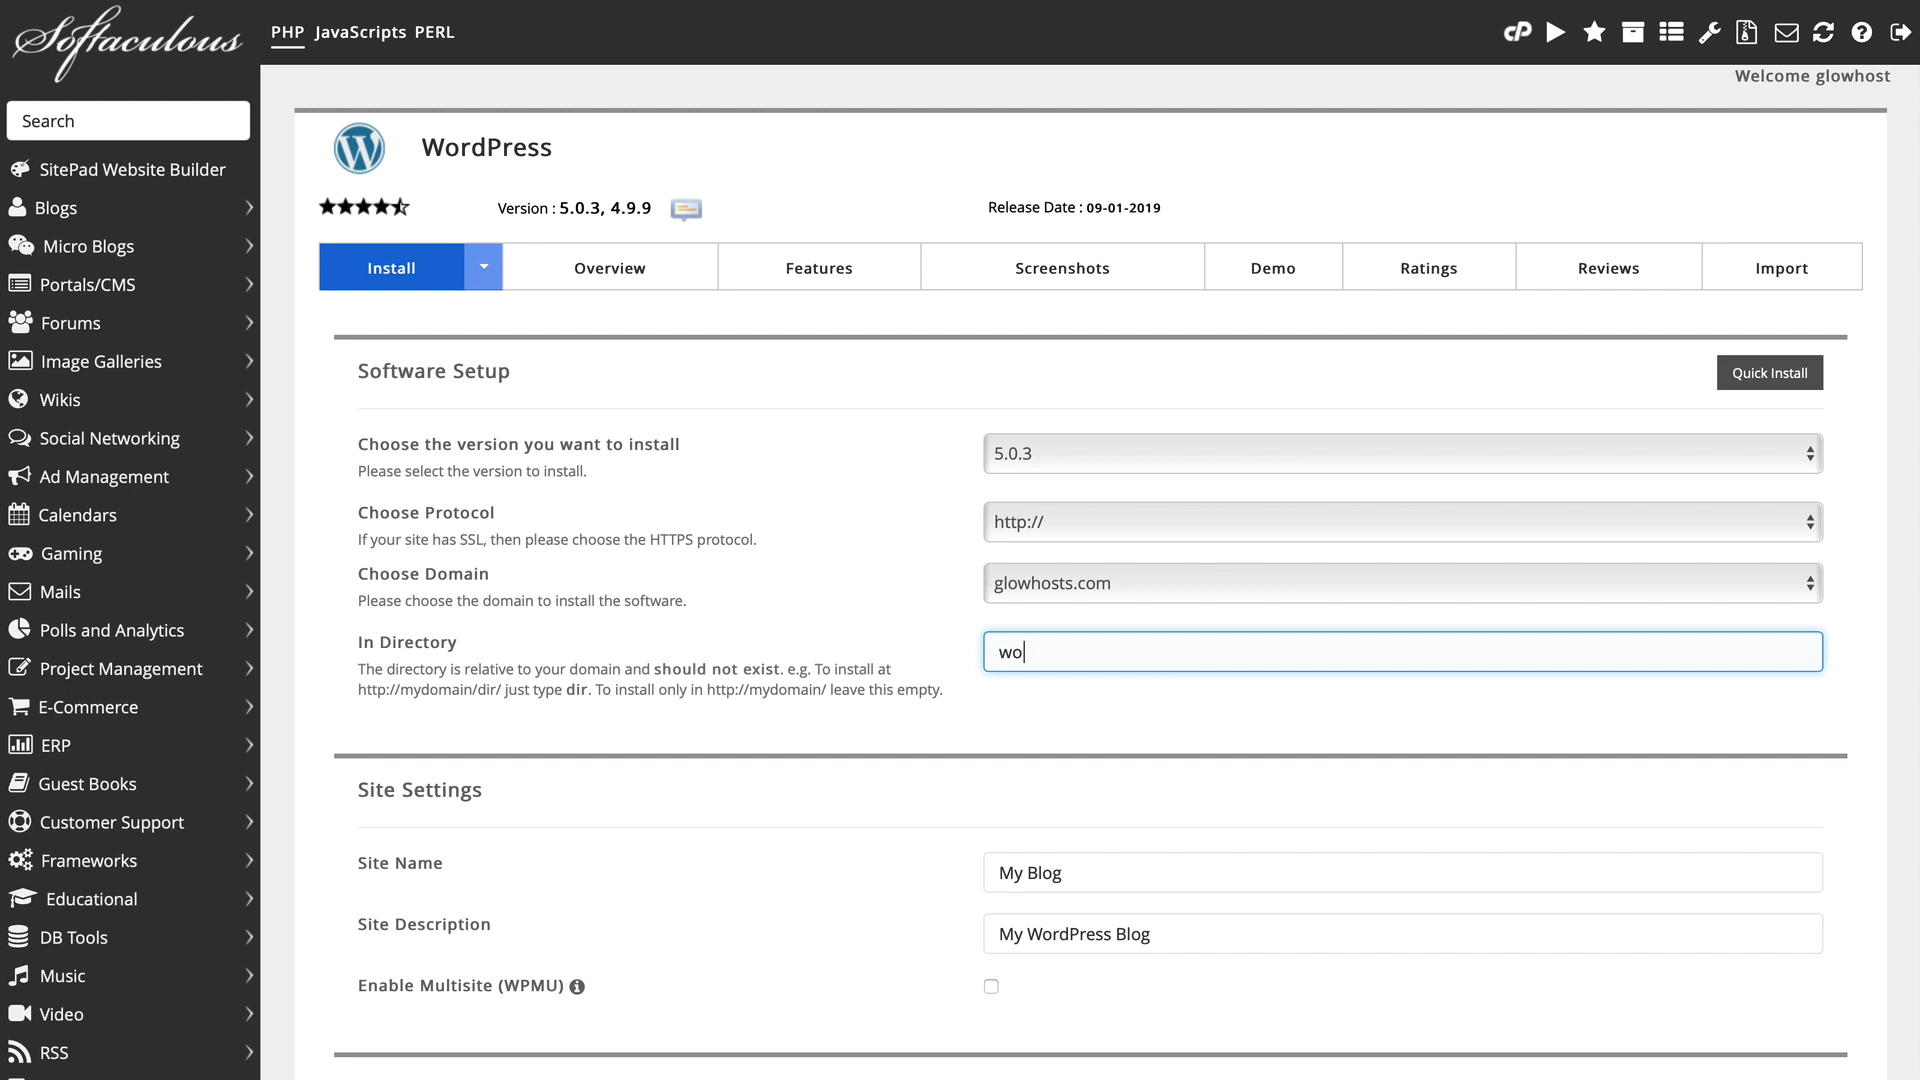 Softaculous
PHP JavaScripts PERL
cP
Welcome glowhost
Search
SitePad Website Builder
Blogs
Micro Blogs
Portals/CMS
Forums
Image Galleries
Wikis
Social Networking
Ad Management
Calendars
Gaming
Mails
Polls and Analytics
Project Management
E-Commerce
ERP
Guest Books
Customer Support
Frameworks
Educational
DB Tools
Music
Video
RSS
WordPress
Version : 5.0.3, 4.9.9
Release Date : 09-01-2019
Install
Overview
Features
Screenshots
Demo
Ratings
Reviews
Import
Software Setup
Quick Install
Choose the version you want to install
Please select the version to install.
5.0.3
Choose Protocol
If your site has SSL, then please choose the HTTPS protocol.
http://
Choose Domain
Please choose the domain to install the software.
glowhosts.com
In Directory
The directory is relative to your domain and should not exist. e.g. To install at
http://mydomain/dir/ just type dir. To install only in http://mydomain/ leave this empty.
wo
Site Settings
Site Name
My Blog
Site Description
My WordPress Blog
Enable Multisite (WPMU)